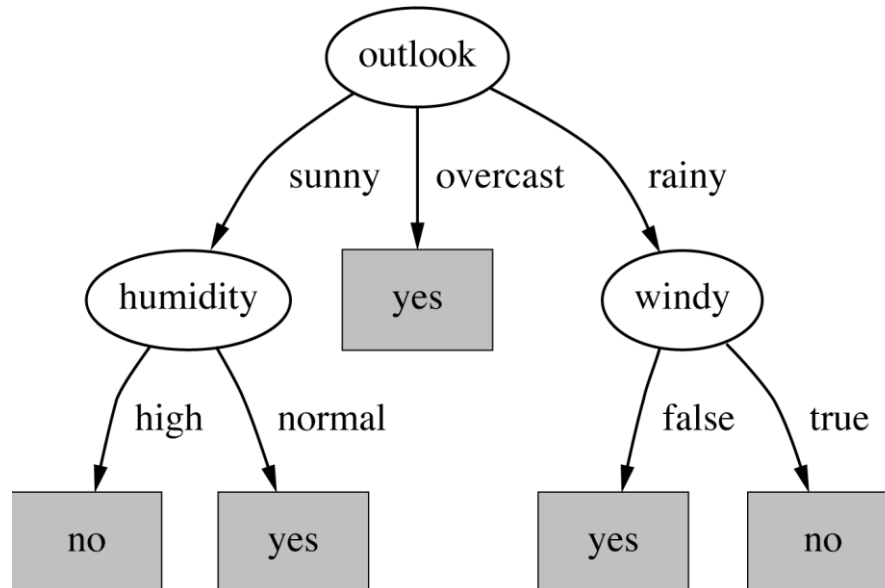 outlook
sunny overcast rainy
humidity yes windy
high normal false true
no yes yes no